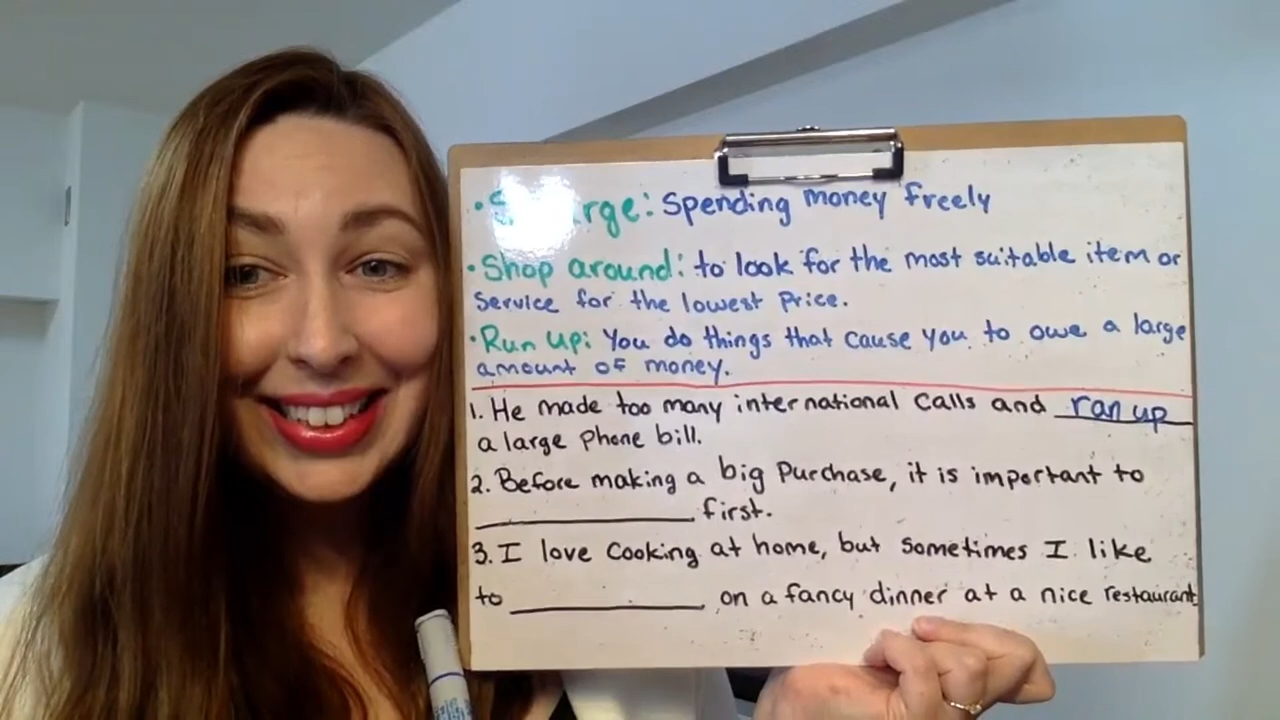 : Spending money freely
• Shop around: to look for the most suitable item or
service for the lowest price.
• Run up: You do things that cause you to owe a large
amount of money.
1. He made too many international calls and ran up
a large phone bill.
2. Before making a big purchase, it is important to
____________ first.
3. I love cooking at home, but sometimes I like
to ____________ on a fancy dinner at a nice restaurant